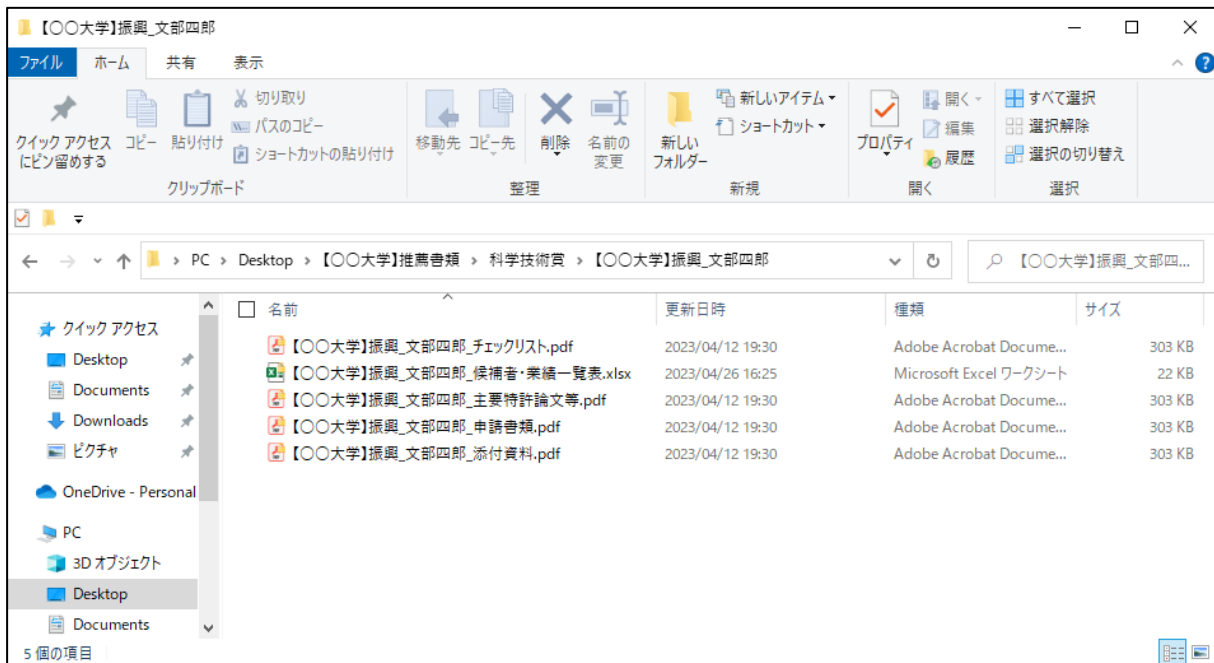 【○○大学】振興_文部四郎
ファイル ホーム 共有 表示
クイック アクセスにピン留めする
コピー
貼り付け
切り取り
パスのコピー
ショートカットの貼り付け
クリップボード
移動先
コピー先
削除
名前の変更
整理
新しいフォルダー
新しいアイテム
ショートカット
新規
プロパティ
開く
編集
履歴
開く
すべて選択
選択解除
選択の切り替え
選択
PC › Desktop › 【○○大学】推薦書類 › 科学技術賞 › 【○○大学】振興_文部四郎
【○○大学】振興_文部四...
クイック アクセス
Desktop
Documents
Downloads
ピクチャ
OneDrive - Personal
PC
3D オブジェクト
Desktop
Documents
名前 更新日時 種類 サイズ
【○○大学】振興_文部四郎_チェックリスト.pdf 2023/04/12 19:30 Adobe Acrobat Docume... 303 KB
【○○大学】振興_文部四郎_候補者・業績一覧表.xlsx 2023/04/26 16:25 Microsoft Excel ワークシート 22 KB
【○○大学】振興_文部四郎_主要特許論文等.pdf 2023/04/12 19:30 Adobe Acrobat Docume... 303 KB
【○○大学】振興_文部四郎_申請書類.pdf 2023/04/12 19:30 Adobe Acrobat Docume... 303 KB
【○○大学】振興_文部四郎_添付資料.pdf 2023/04/12 19:30 Adobe Acrobat Docume... 303 KB
5 個の項目